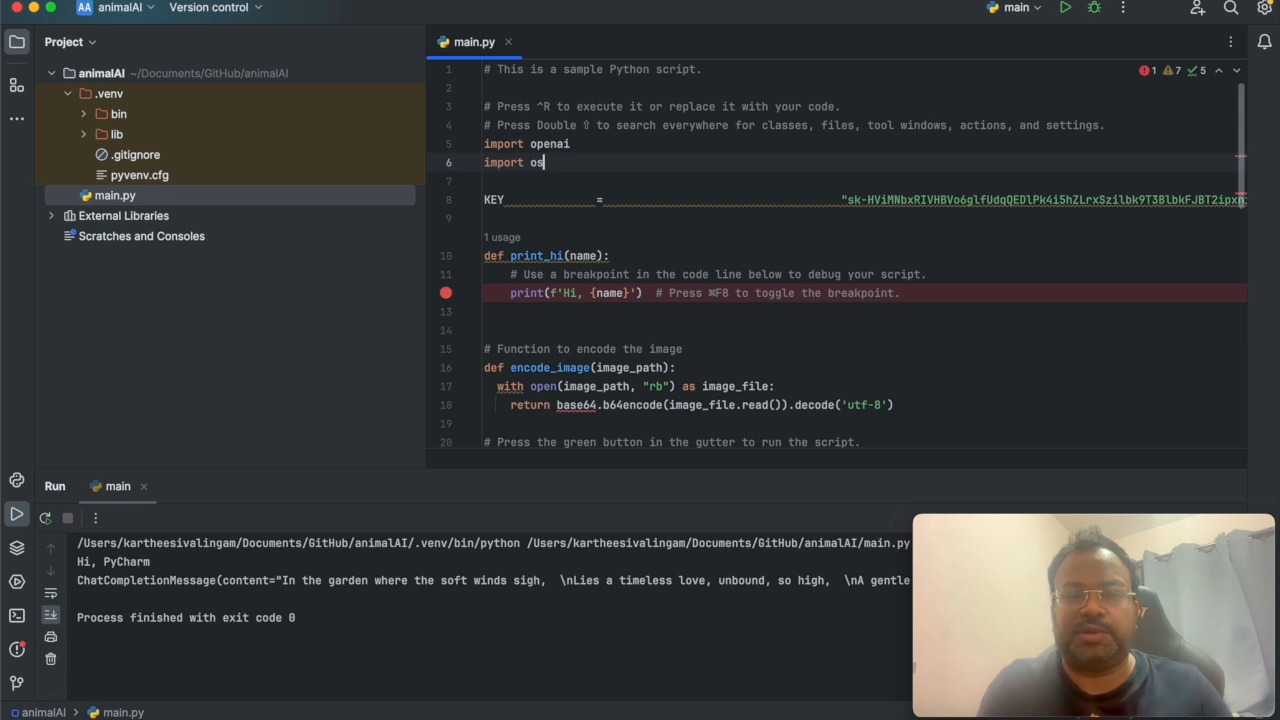 AA animalAI Version control main
Project
animalAI ~/Documents/GitHub/animalAI
.venv
bin
lib
.gitignore
pyvenv.cfg
main.py
External Libraries
Scratches and Consoles
main.py
1 7 5
1 # This is a sample Python script.
2
3 # Press ^R to execute it or replace it with your code.
4 # Press Double ⇧ to search everywhere for classes, files, tool windows, actions, and settings.
5 import openai
6 import os
7
8 KEY =
9
1 usage
10 def print_hi(name):
11 # Use a breakpoint in the code line below to debug your script.
print(f'Hi, {name}') # Press ⌘F8 to toggle the breakpoint.
13
14
15 # Function to encode the image
16 def encode_image(image_path):
17 with open(image_path, "rb") as image_file:
18 return base64.b64encode(image_file.read()).decode('utf-8')
19
20 # Press the green button in the gutter to run the script.
Run main
/Users/kartheesivalingam/Documents/GitHub/animalAI/.venv/bin/python /Users/kartheesivalingam/Documents/GitHub/animalAI/main.py
Hi, PyCharm
ChatCompletionMessage(content="In the garden where the soft winds sigh,  \nLies a timeless love, unbound, so high,  \nA gentle
Process finished with exit code 0
animalAI > main.py